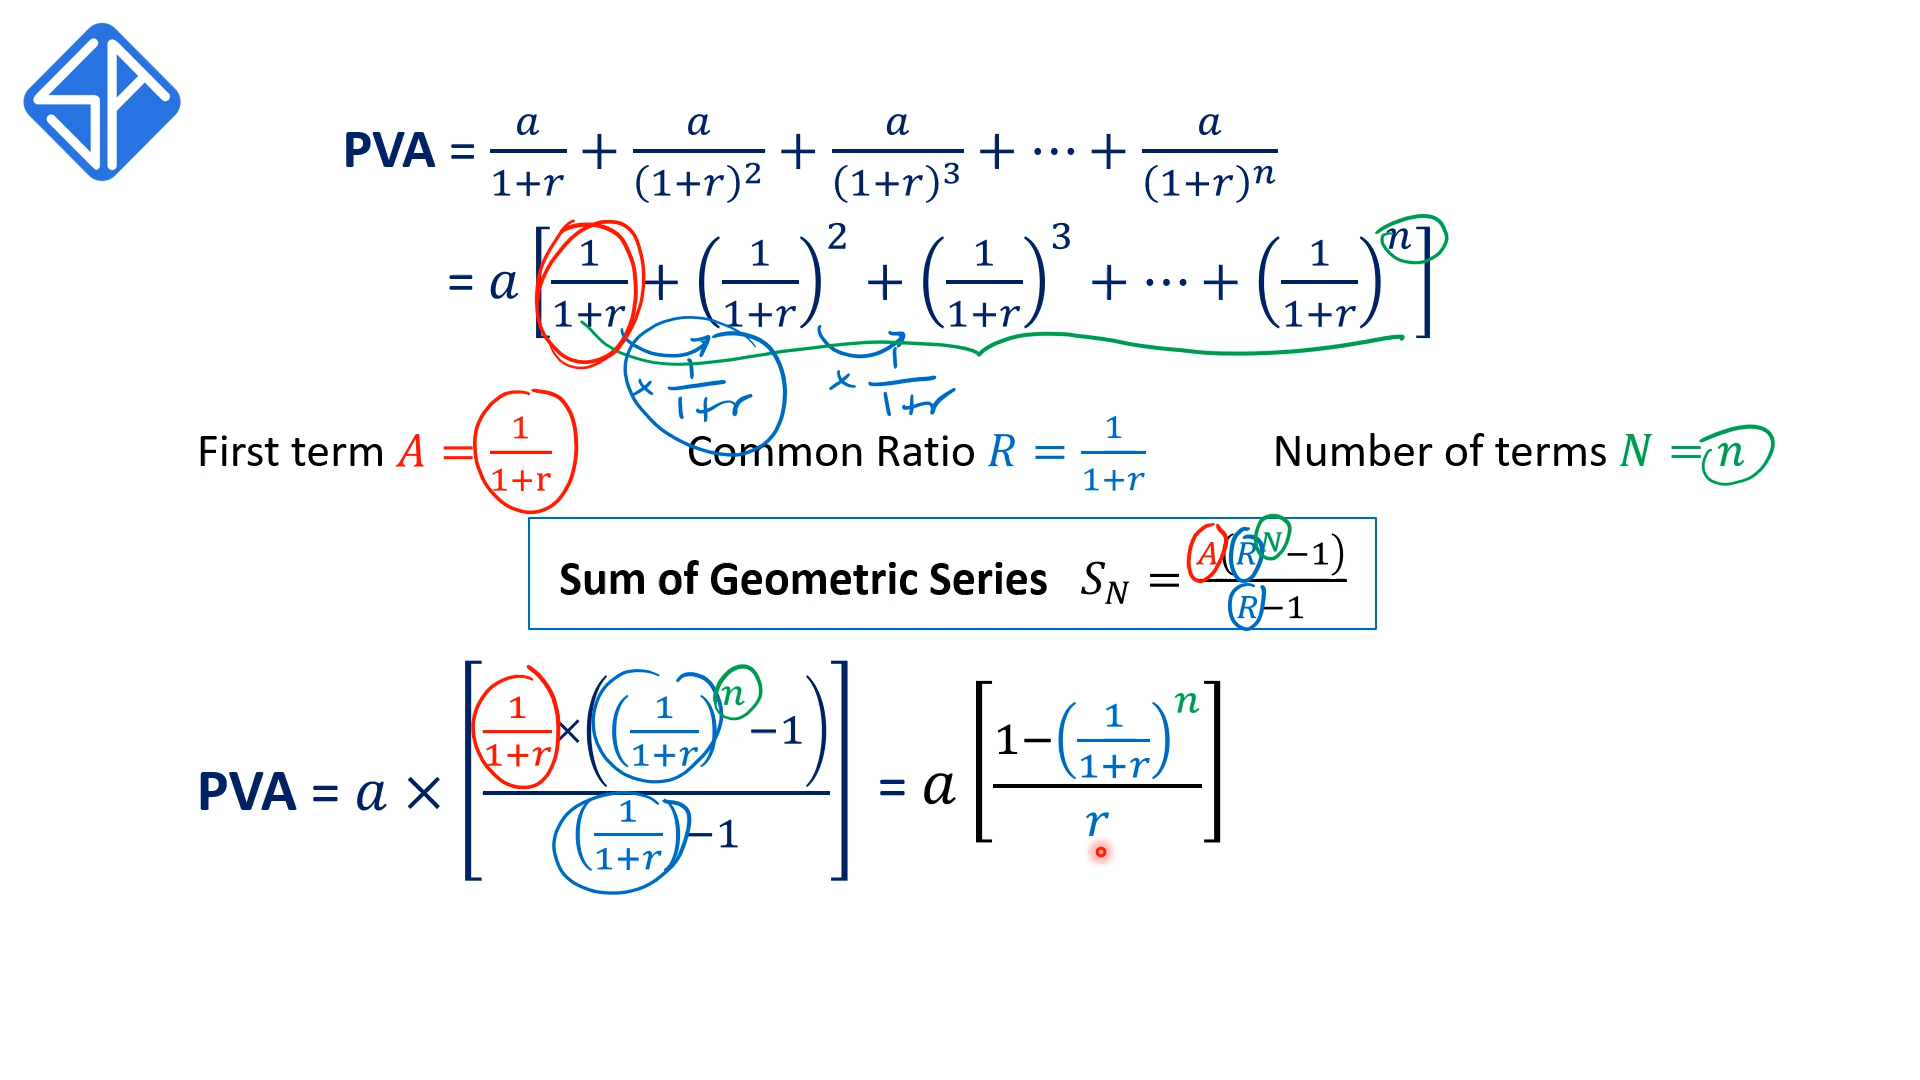 PVA = a/(1+r) + a/(1+r)² + a/(1+r)³ + ⋯ + a/(1+r)ⁿ
= a [ 1/(1+r) + (1/(1+r))² + (1/(1+r))³ + ⋯ + (1/(1+r))ⁿ ]
× 1/(1+r) × 1/(1+r)
First term A = 1/(1+r) Common Ratio R = 1/(1+r) Number of terms N = n
Sum of Geometric Series S_N = A(R^N −1)/(R−1)
PVA = a × [ 1/(1+r) × ((1/(1+r))ⁿ −1) / ((1/(1+r)) −1) ] = a [ (1−(1/(1+r))ⁿ) / r ]